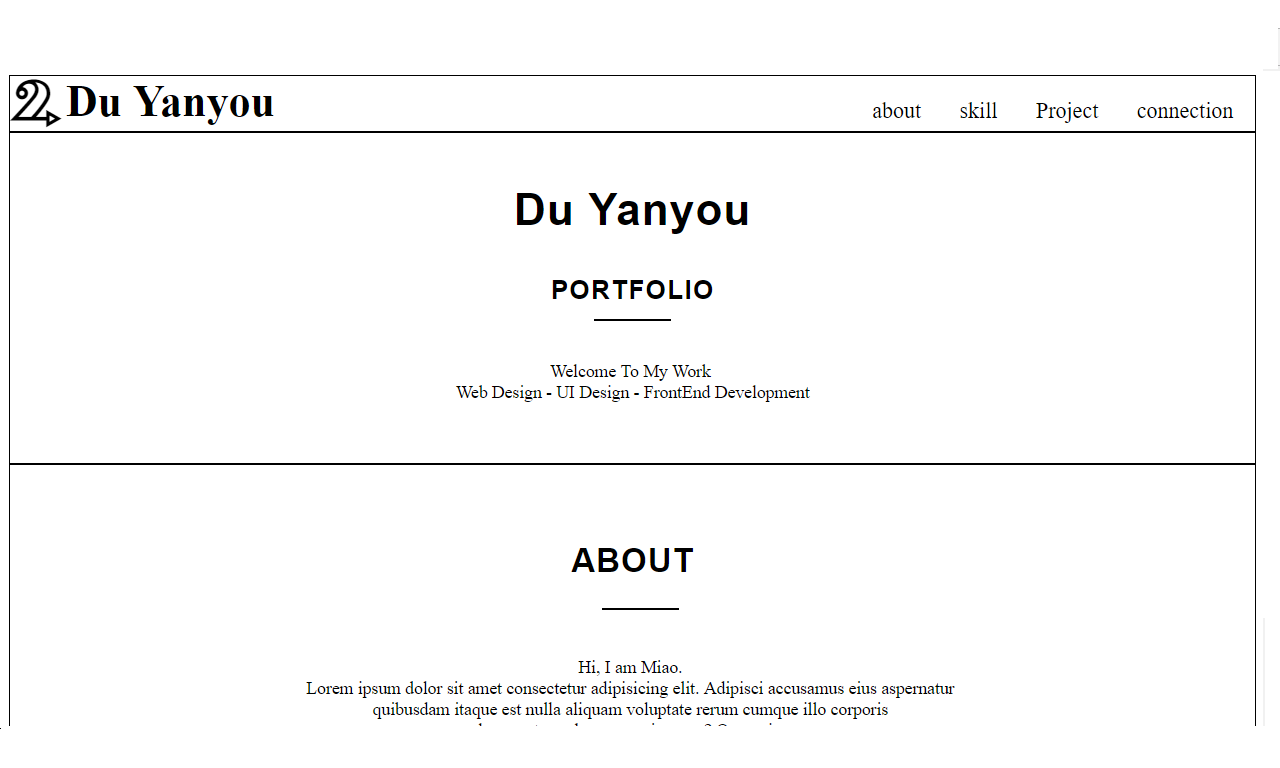 Du Yanyou
about skill Project connection
Du Yanyou
PORTFOLIO
Welcome To My Work
Web Design - UI Design - FrontEnd Development
ABOUT
Hi, I am Miao.
Lorem ipsum dolor sit amet consectetur adipisicing elit. Adipisci accusamus eius aspernatur
quibusdam itaque est nulla aliquam voluptate rerum cumque illo corporis